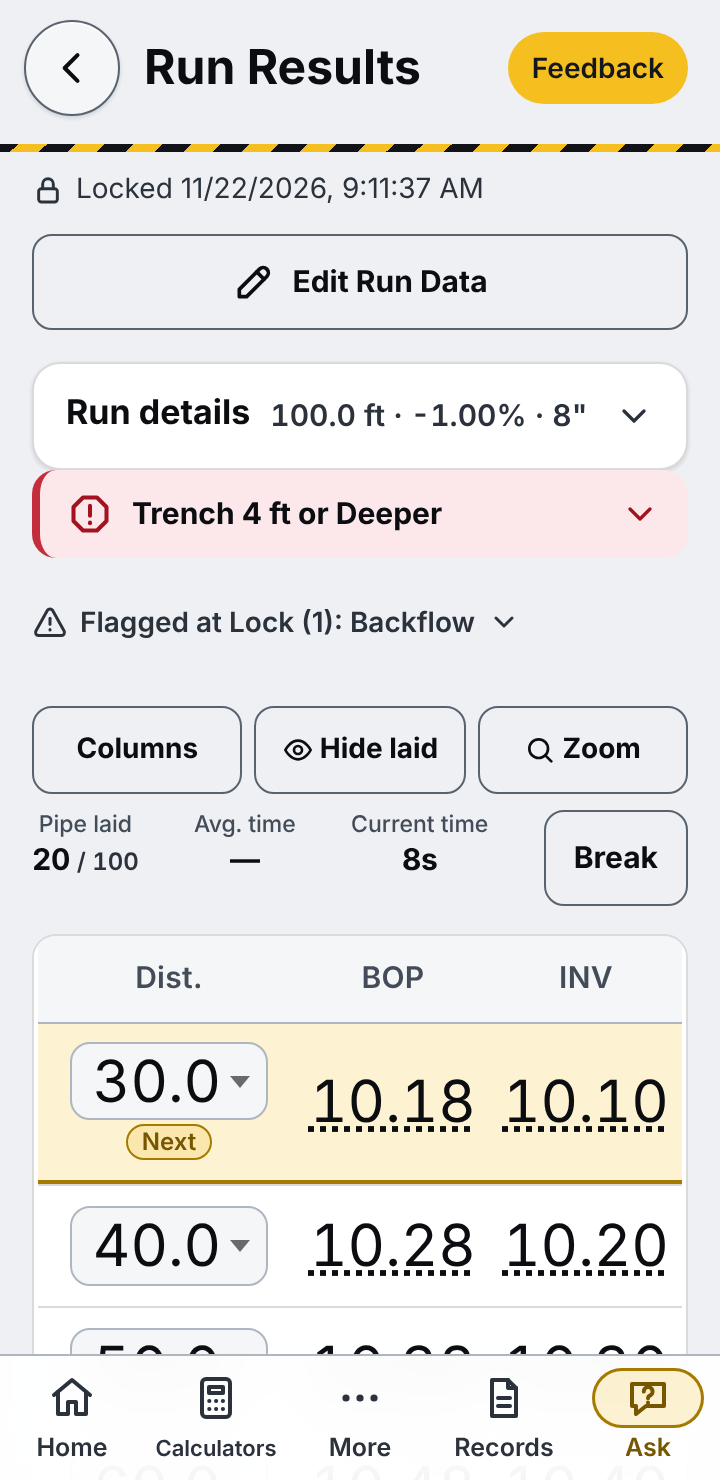 Run Results
Feedback
Locked 11/22/2026, 9:11:37 AM
Edit Run Data
Run details 100.0 ft · -1.00% · 8"
Trench 4 ft or Deeper
Flagged at Lock (1): Backflow
Columns
Hide laid
Zoom
Pipe laid
20 / 100
Avg. time
—
Current time
8s
Break
Dist. BOP INV
30.0 10.18 10.10
Next
40.0 10.28 10.20
Home
Calculators
More
Records
Ask